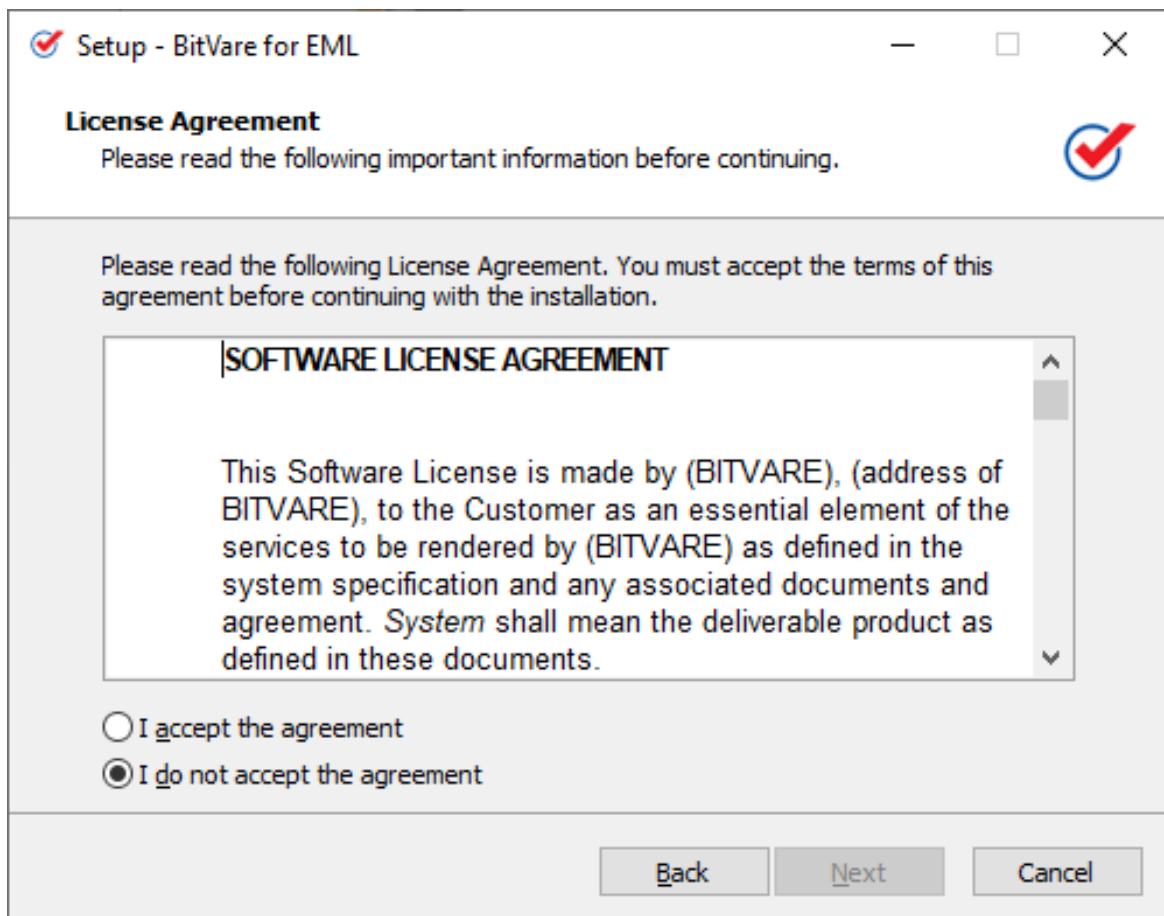 Setup - BitVare for EML
License Agreement
Please read the following important information before continuing.
Please read the following License Agreement. You must accept the terms of this
agreement before continuing with the installation.
SOFTWARE LICENSE AGREEMENT
This Software License is made by (BITVARE), (address of
BITVARE), to the Customer as an essential element of the
services to be rendered by (BITVARE) as defined in the
system specification and any associated documents and
agreement. System shall mean the deliverable product as
defined in these documents.
I accept the agreement
I do not accept the agreement
Back Next Cancel